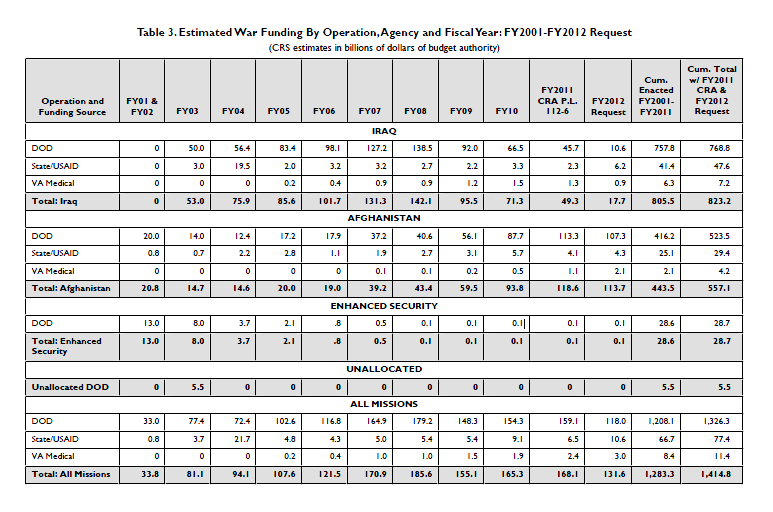 Table 3. Estimated War Funding By Operation, Agency and Fiscal Year: FY2001-FY2012 Request
(CRS estimates in billions of dollars of budget authority)
Operation and Funding Source FY01 & FY02 FY03 FY04 FY05 FY06 FY07 FY08 FY09 FY10 FY2011 CRA P.L. 112-6 FY2012 Request Cum. Enacted FY2001-FY2011 Cum. Total w/ FY2011 CRA & FY2012 Request
IRAQ
DOD 0 50.0 56.4 83.4 98.1 127.2 138.5 92.0 66.5 45.7 10.6 757.8 768.8
State/USAID 0 3.0 19.5 2.0 3.2 3.2 2.7 2.2 3.3 2.3 6.2 41.4 47.6
VA Medical 0 0 0 0.2 0.4 0.9 0.9 1.2 1.5 1.3 0.9 6.3 7.2
Total: Iraq 0 53.0 75.9 85.6 101.7 131.3 142.1 95.5 71.3 49.3 17.7 805.5 823.2
AFGHANISTAN
DOD 20.0 14.0 12.4 17.2 17.9 37.2 40.6 56.1 87.7 113.3 107.3 416.2 523.5
State/USAID 0.8 0.7 2.2 2.8 1.1 1.9 2.7 3.1 5.7 4.1 4.3 25.1 29.4
VA Medical 0 0 0 0 0 0.1 0.1 0.2 0.5 1.1 2.1 2.1 4.2
Total: Afghanistan 20.8 14.7 14.6 20.0 19.0 39.2 43.4 59.5 93.8 118.6 113.7 443.5 557.1
ENHANCED SECURITY
DOD 13.0 8.0 3.7 2.1 .8 0.5 0.1 0.1 0.1 0.1 0.1 28.6 28.7
Total: Enhanced Security 13.0 8.0 3.7 2.1 .8 0.5 0.1 0.1 0.1 0.1 0.1 28.6 28.7
UNALLOCATED
Unallocated DOD 0 5.5 0 0 0 0 0 0 0 0 0 5.5 5.5
ALL MISSIONS
DOD 33.0 77.4 72.4 102.6 116.8 164.9 179.2 148.3 154.3 159.1 118.0 1,208.1 1,326.3
State/USAID 0.8 3.7 21.7 4.8 4.3 5.0 5.4 5.4 9.1 6.5 10.6 66.7 77.4
VA Medical 0 0 0 0.2 0.4 1.0 1.0 1.5 1.9 2.4 3.0 8.4 11.4
Total: All Missions 33.8 81.1 94.1 107.6 121.5 170.9 185.6 155.1 165.3 168.1 131.6 1,283.3 1,414.8